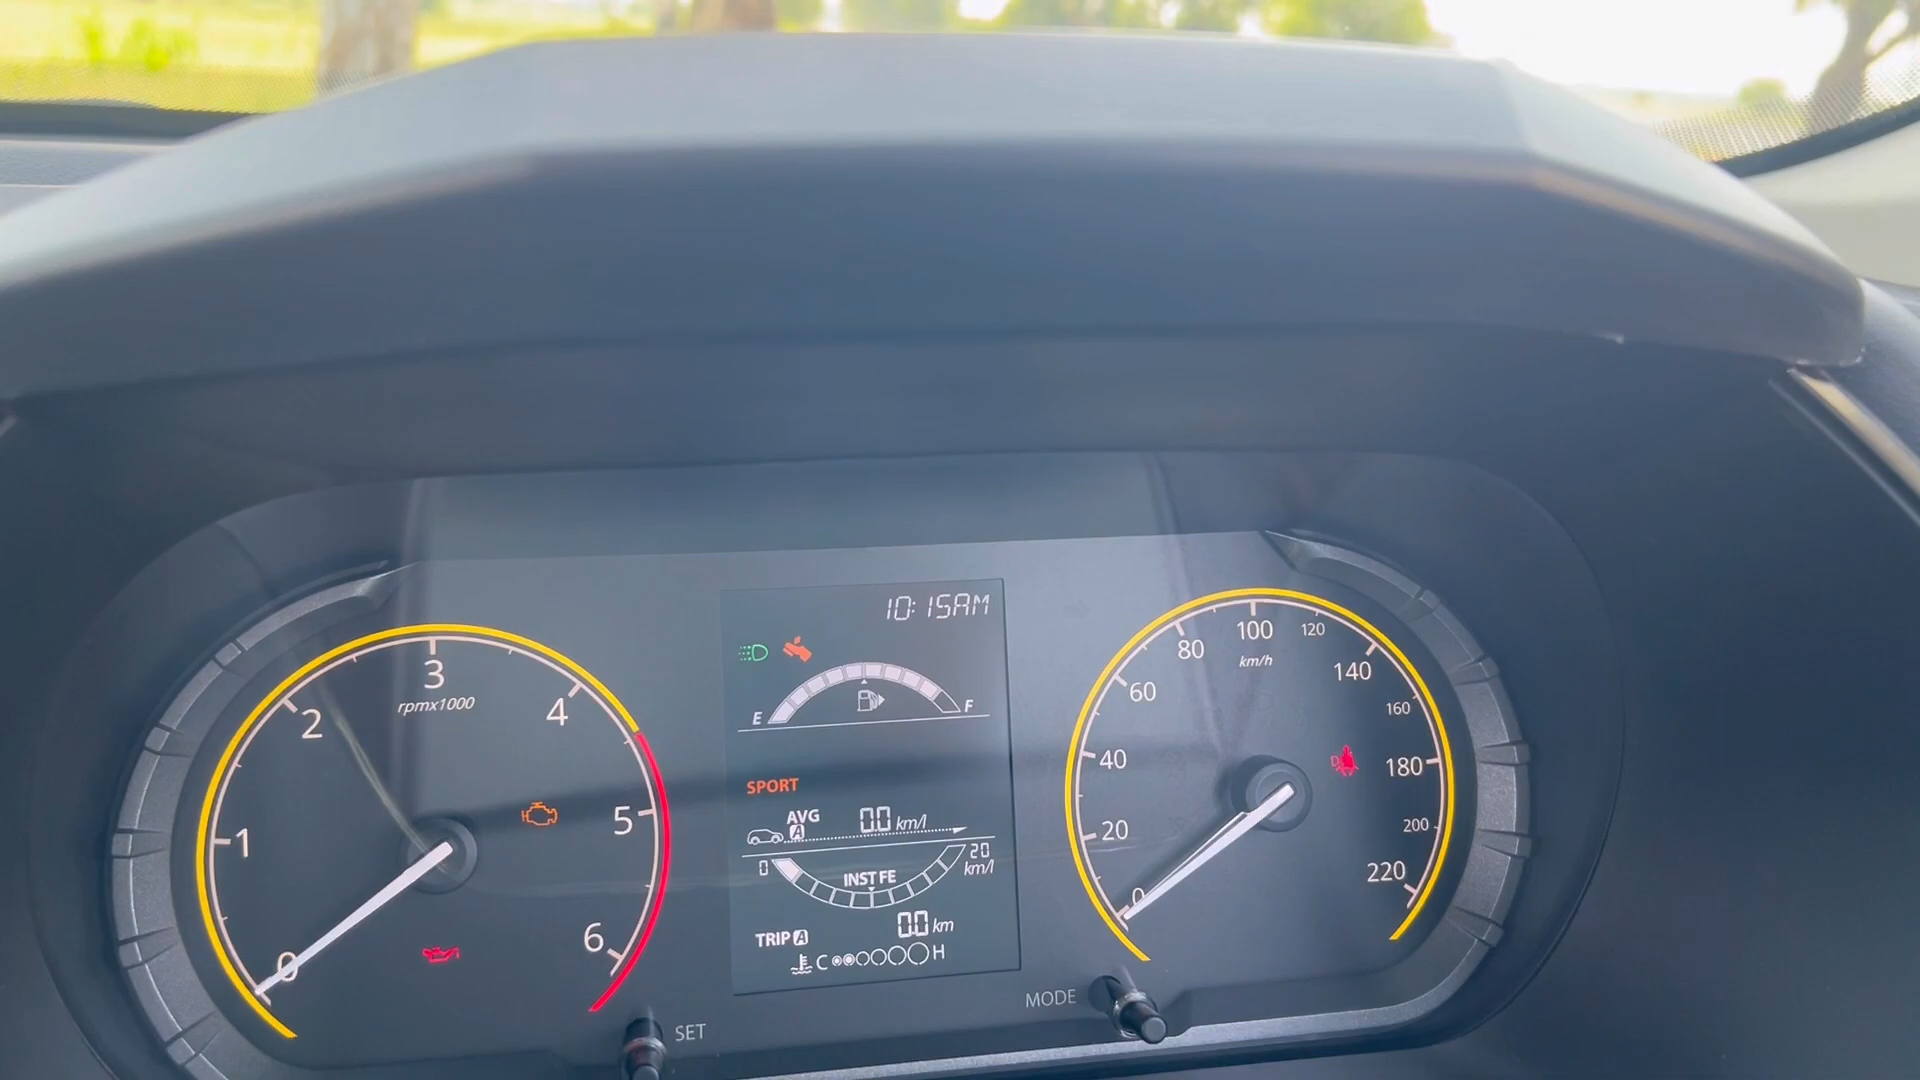 10:15AM
E F
SPORT
AVG
A
0.0 km/l
0 20
km/l
INST FE
0.0 km
TRIP A
C H
0 1 2 3 4 5 6
rpmx1000
0 20 40 60 80 100 120 140 160 180 200 220
km/h
SET
MODE